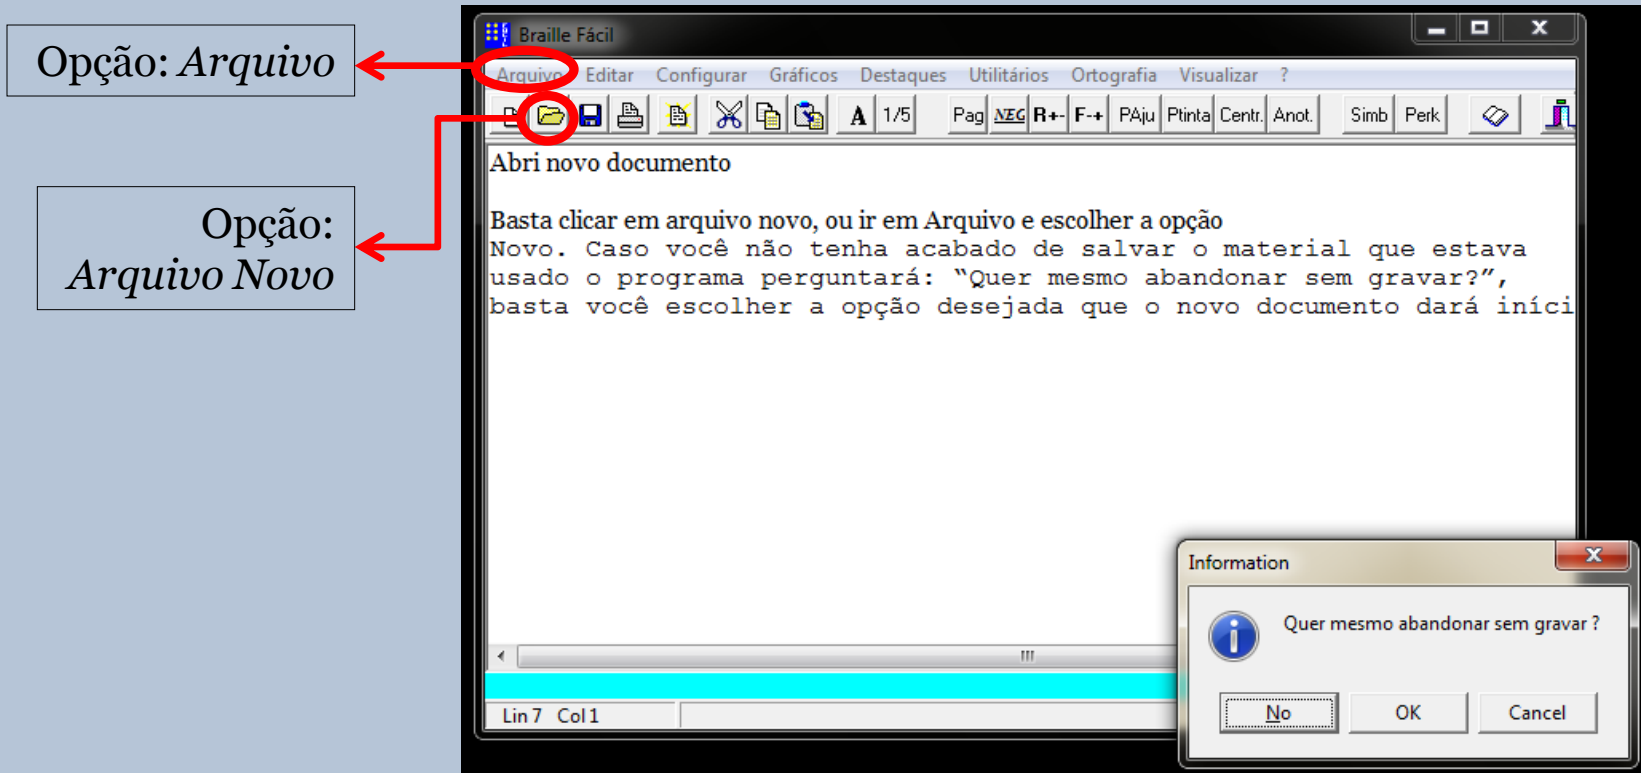 Opção: Arquivo
Opção:
Arquivo Novo
Braille Fácil
Arquivo Editar Configurar Gráficos Destaques Utilitários Ortografia Visualizar ?
A 1/5 Pag NEG R+- F-+ PAju Ptinta Centr. Anot. Simb Perk
Abri novo documento
Basta clicar em arquivo novo, ou ir em Arquivo e escolher a opção
Novo. Caso você não tenha acabado de salvar o material que estava
usado o programa perguntará: “Quer mesmo abandonar sem gravar?”,
basta você escolher a opção desejada que o novo documento dará iníci
Information
Quer mesmo abandonar sem gravar ?
No OK Cancel
Lin 7 Col 1